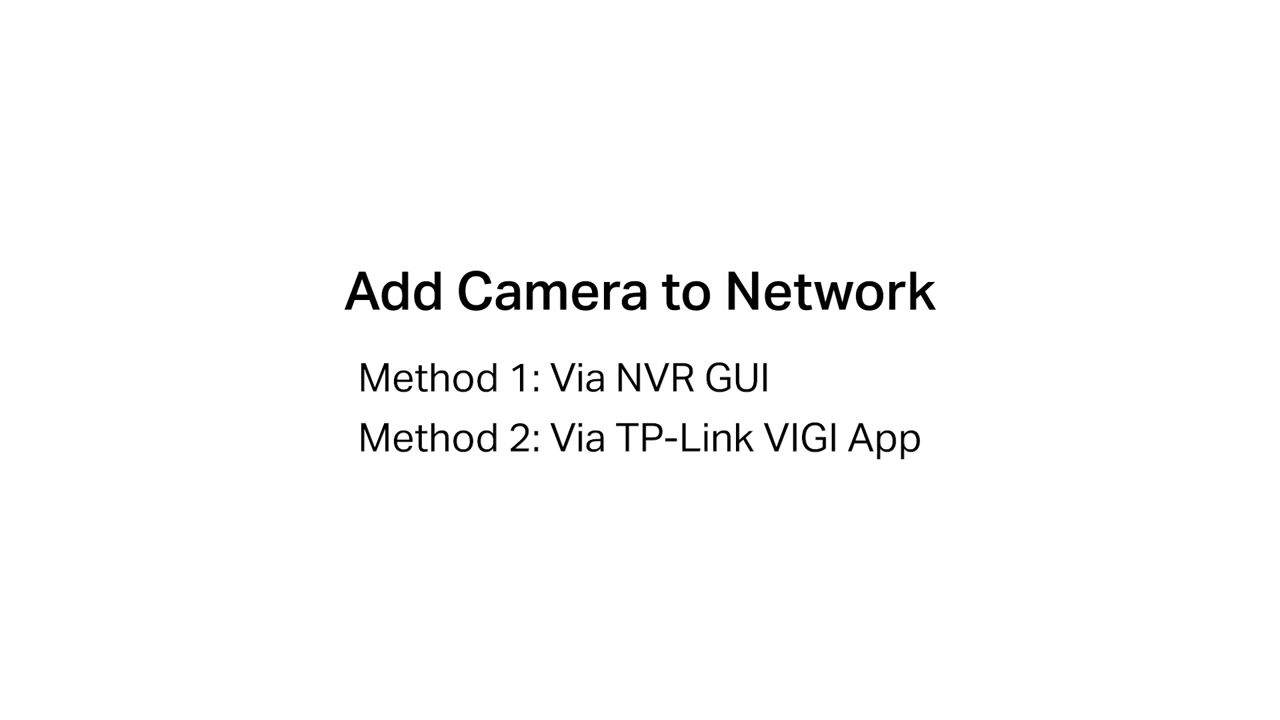 Add Camera to Network
Method 1: Via NVR GUI
Method 2: Via TP-Link VIGI App